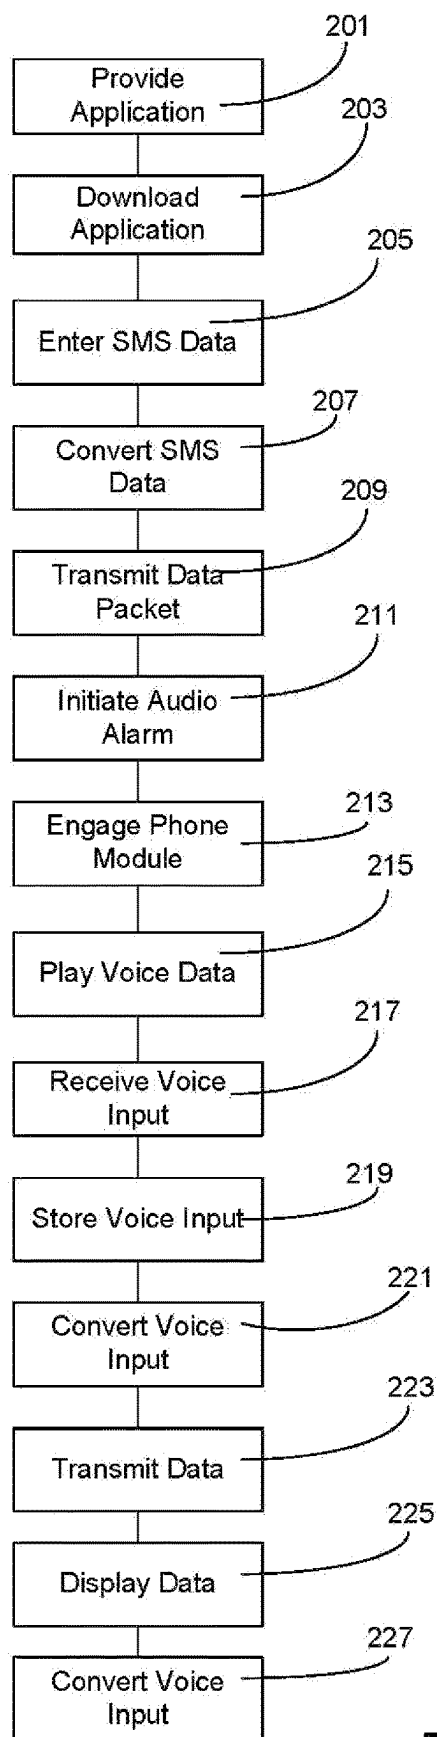 201
Provide
Application
203
Download
Application
205
Enter SMS Data
207
Convert SMS
Data
209
Transmit Data
Packet
211
Initiate Audio
Alarm
213
Engage Phone
Module
215
Play Voice Data
217
Receive Voice
Input
219
Store Voice Input
221
Convert Voice
Input
223
Transmit Data
225
Display Data
227
Convert Voice
Input